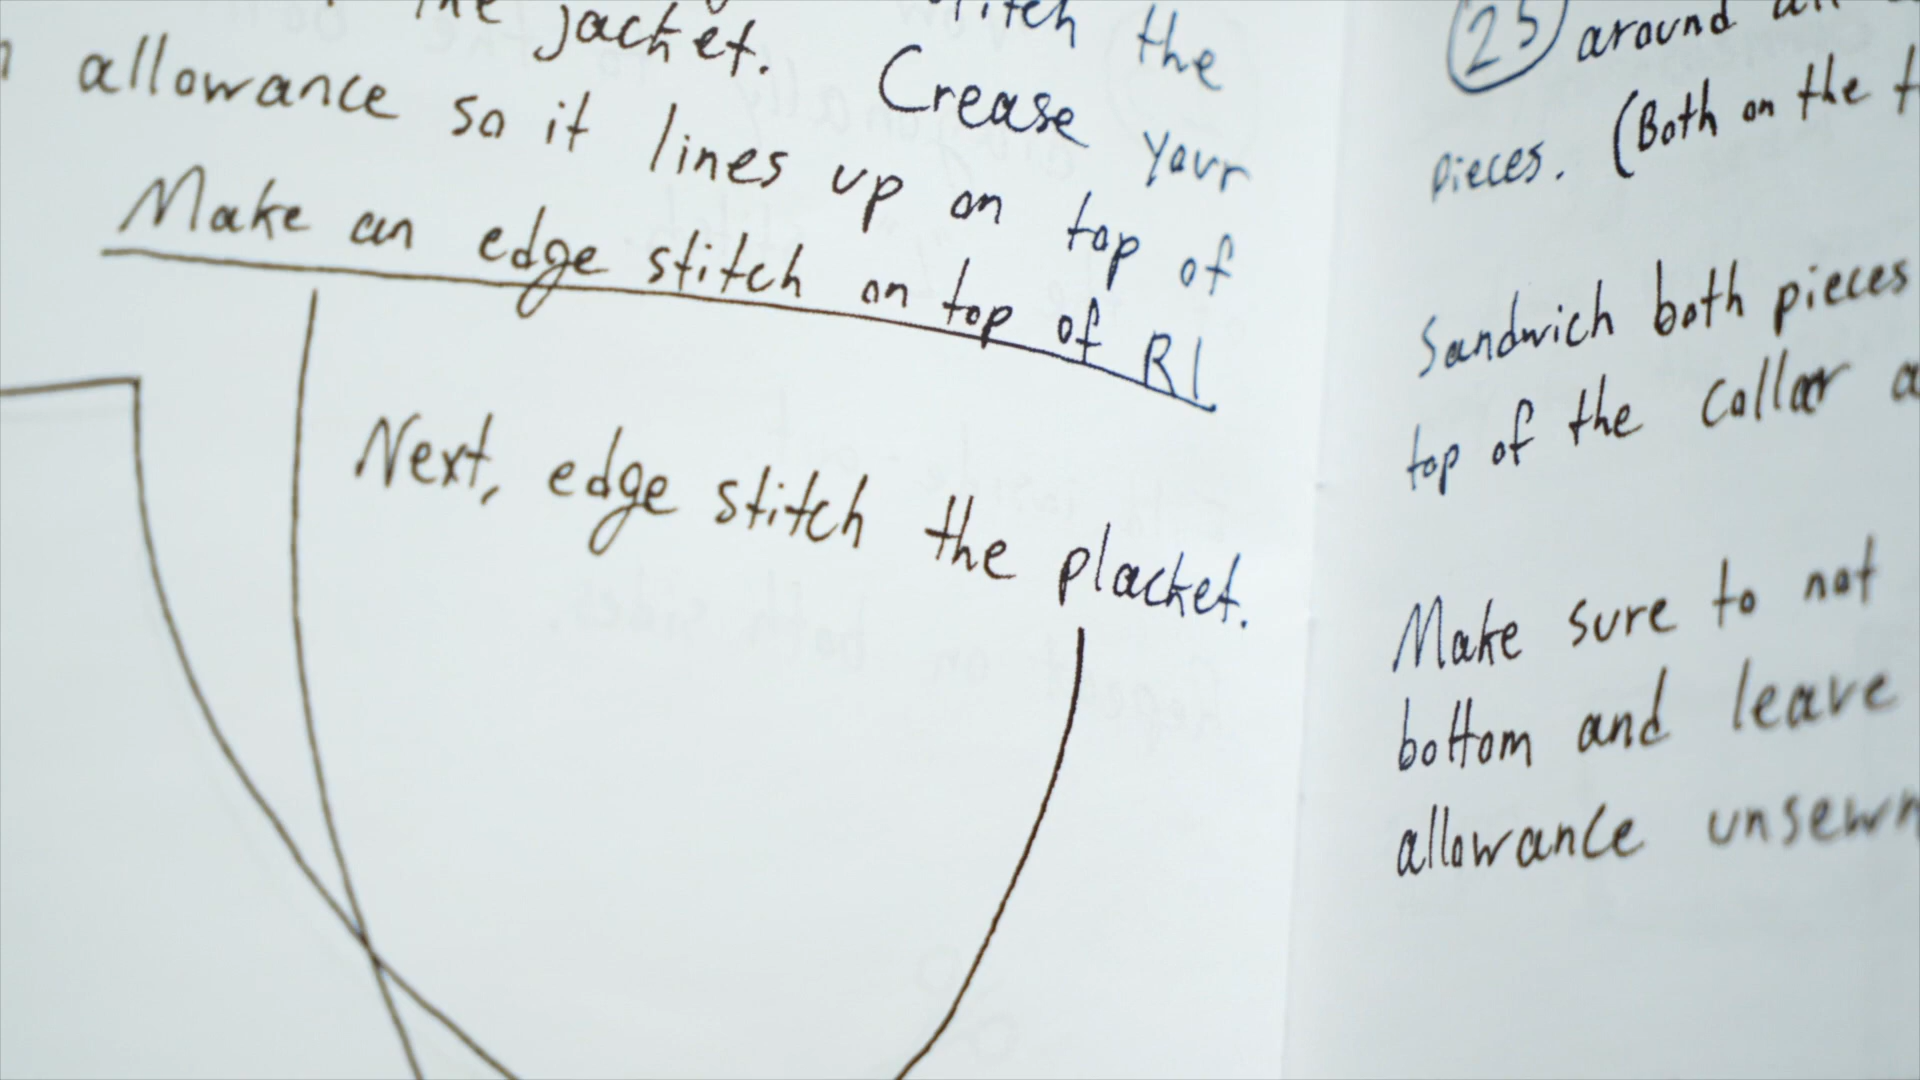 the jacket. stitch the
allowance so it lines up on top of
Crease your
Make an edge stitch on top of R1
Next, edge stitch the placket.
25 around
pieces. (Both on the
Sandwich both pieces
top of the collar
Make sure to not
bottom and leave
allowance unsewn